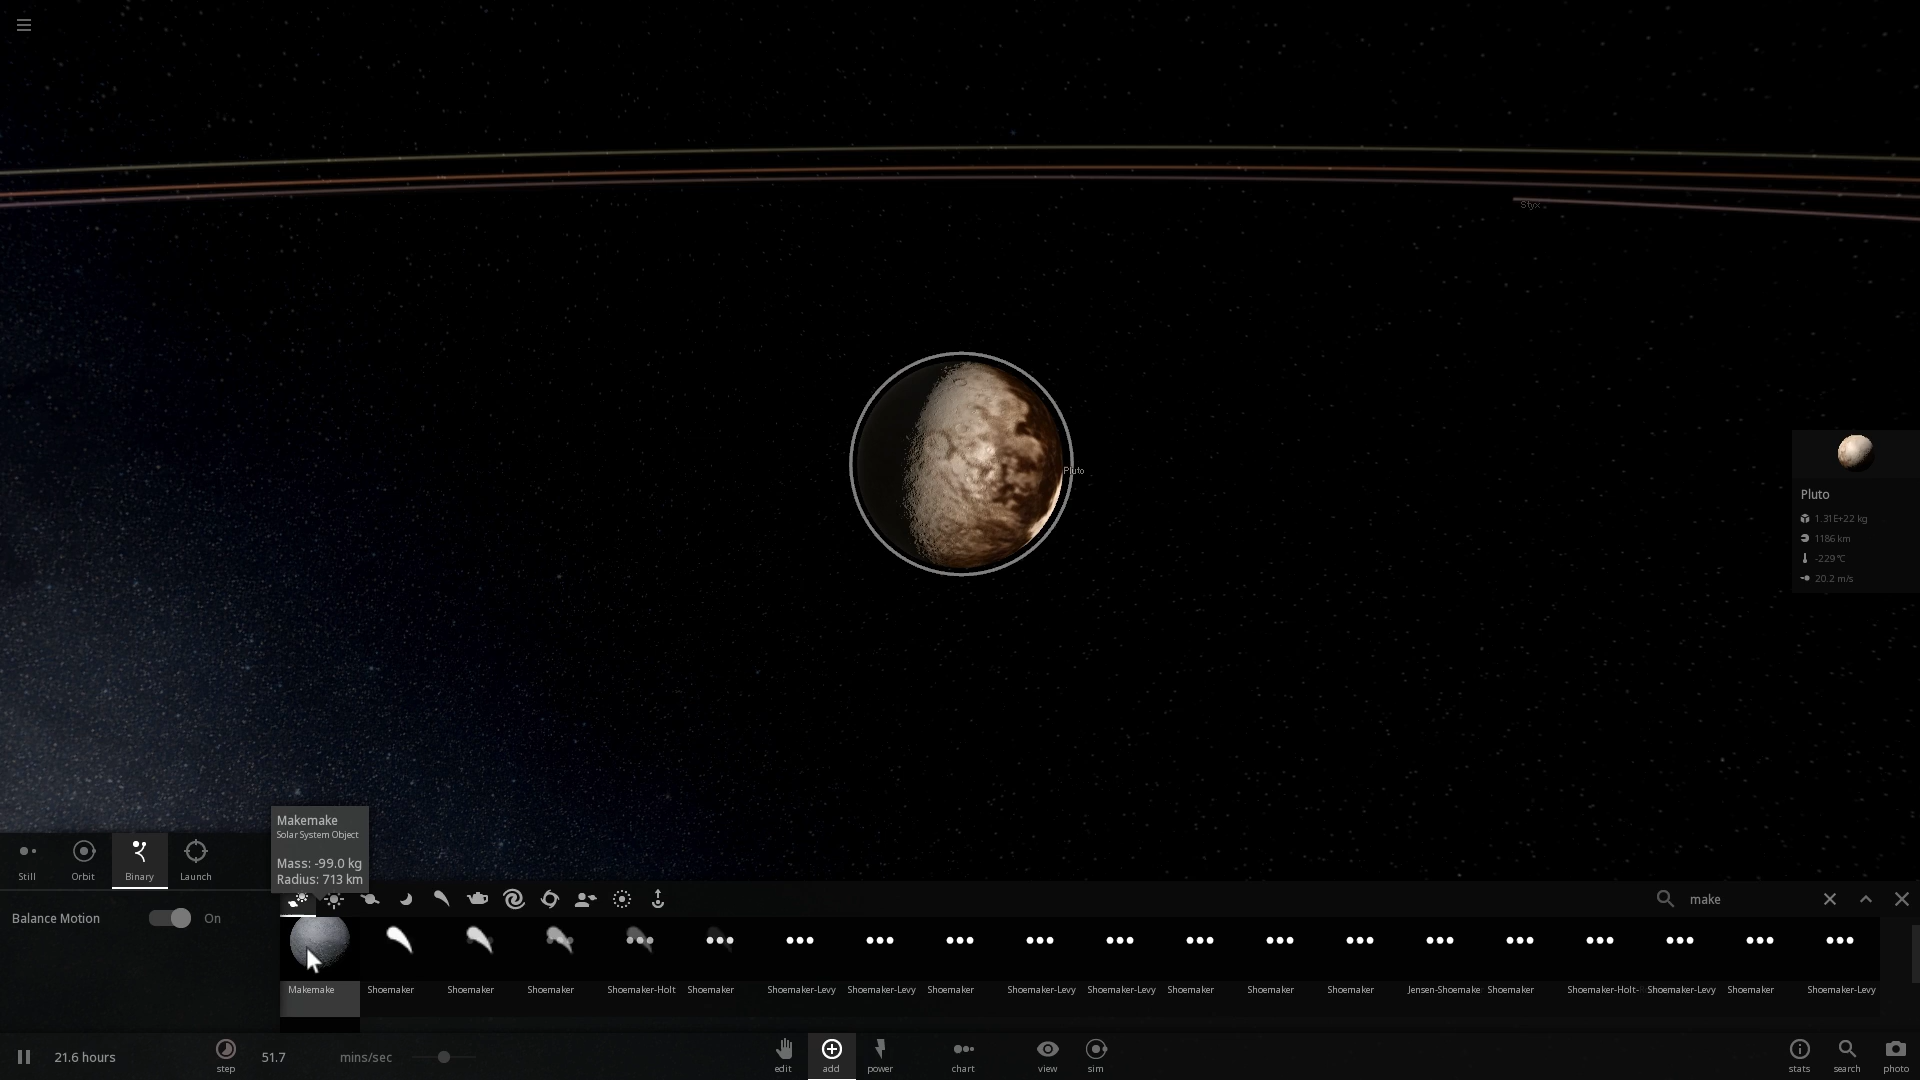 Styx
Pluto
Pluto
1.31E+22 kg
1186 km
-229°C
20.2 m/s
Makemake
Solar System Object
Mass: -99.0 kg
Radius: 713 km
Still Orbit Binary Launch
make
Balance Motion On
Makemake Shoemaker Shoemaker Shoemaker Shoemaker-Holt Shoemaker Shoemaker-Levy Shoemaker-Levy Shoemaker Shoemaker-Levy Shoemaker-Levy Shoemaker Shoemaker Shoemaker Jensen-Shoemake Shoemaker Shoemaker-Holt- Shoemaker-Levy Shoemaker Shoemaker-Levy
21.6 hours step 51.7 mins/sec edit add power chart view sim stats search photo